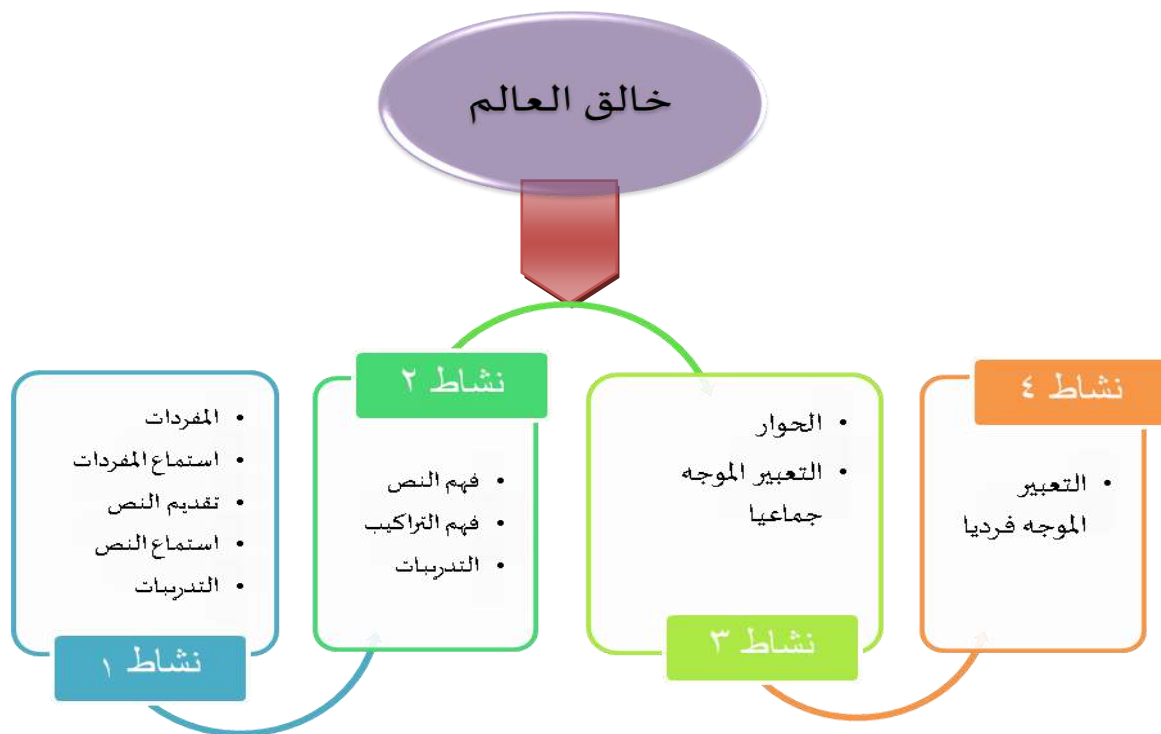 خالق العالم
نشاط ١
المفردات
استماع المفردات
تقديم النص
استماع النص
التدريبات
نشاط ٢
فهم النص
فهم التراكيب
التدريبات
الحوار
التعبير الموجه
جماعيا
نشاط ٣
نشاط ٤
التعبير
الموجه فرديا